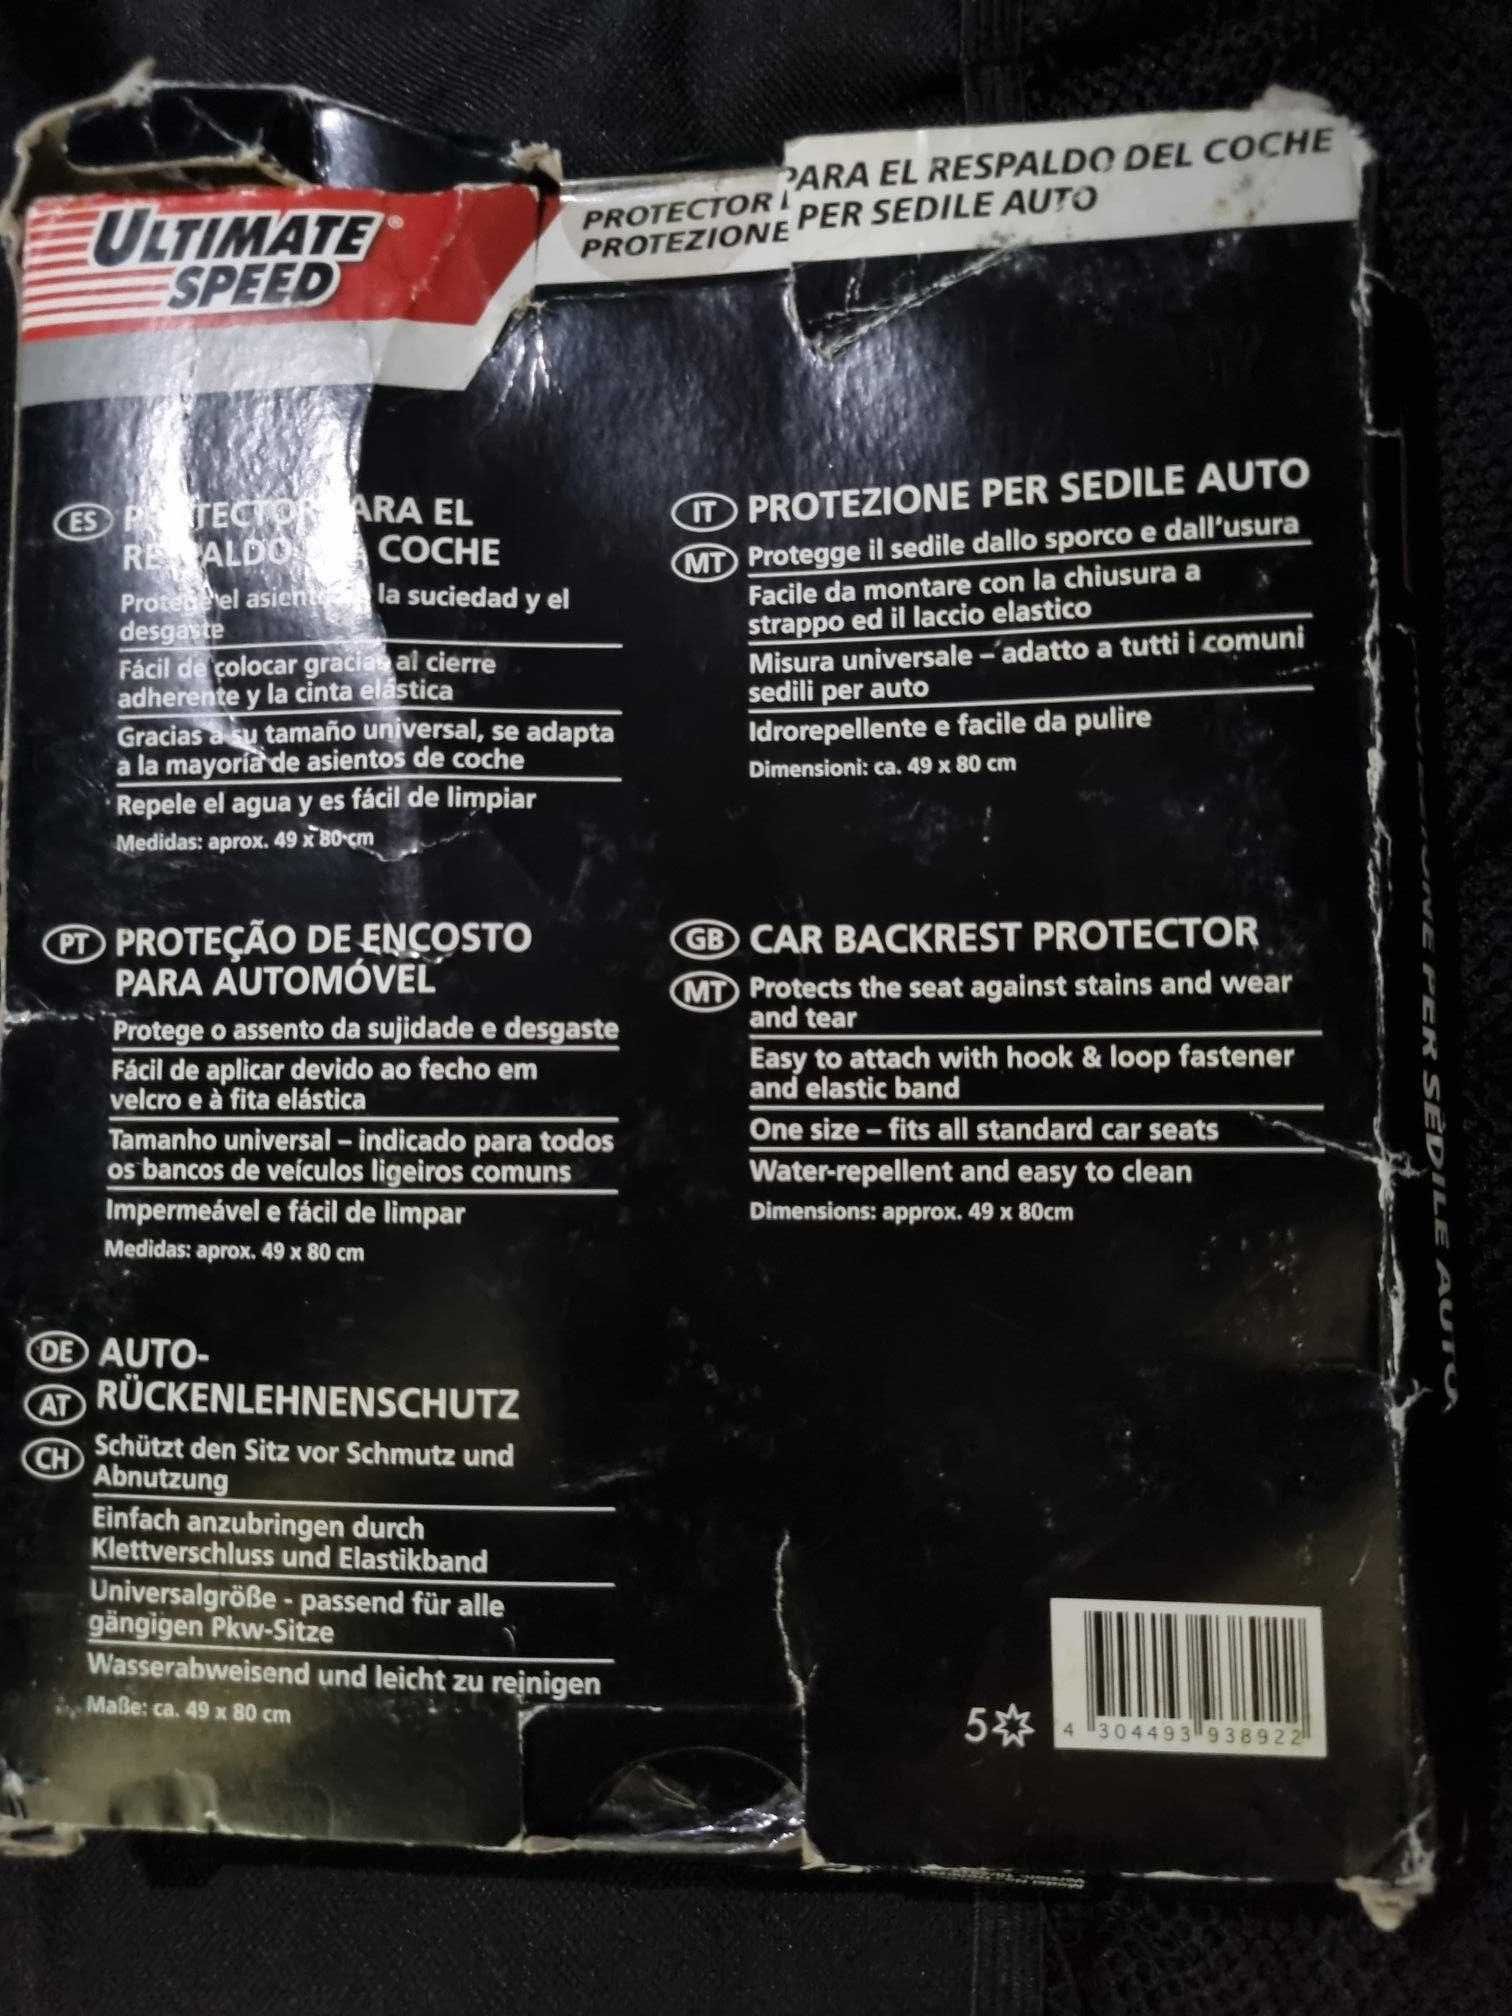 ULTIMATE
SPEED
®
PROTECTOR PARA EL RESPALDO DEL COCHE
PROTEZIONE PER SEDILE AUTO
ES
PROTECTOR PARA EL
RESPALDO COCHE
Protege el asiento la suciedad y el
desgaste
Fácil de colocar gracias al cierre
adherente y la cinta elástica
Gracias a su tamaño universal, se adapta
a la mayoría de asientos de coche
Repele el agua y es fácil de limpiar
Medidas: aprox. 49 x 80 cm
IT
MT
PROTEZIONE PER SEDILE AUTO
Protegge il sedile dallo sporco e dall'usura
Facile da montare con la chiusura a
strappo ed il laccio elastico
Misura universale – adatto a tutti i comuni
sedili per auto
Idrorepellente e facile da pulire
Dimensioni: ca. 49 x 80 cm
PT
PROTEÇÃO DE ENCOSTO
PARA AUTOMÓVEL
Protege o assento da sujidade e desgaste
Fácil de aplicar devido ao fecho em
velcro e à fita elástica
Tamanho universal – indicado para todos
os bancos de veículos ligeiros comuns
Impermeável e fácil de limpar
Medidas: aprox. 49 x 80 cm
GB
MT
CAR BACKREST PROTECTOR
Protects the seat against stains and wear
and tear
Easy to attach with hook & loop fastener
and elastic band
One size – fits all standard car seats
Water-repellent and easy to clean
Dimensions: approx. 49 x 80cm
DE
AT
CH
AUTO-
RÜCKENLEHNENSCHUTZ
Schützt den Sitz vor Schmutz und
Abnutzung
Einfach anzubringen durch
Klettverschluss und Elastikband
Universalgröße - passend für alle
gängigen Pkw-Sitze
Wasserabweisend und leicht zu reinigen
Maße: ca. 49 x 80 cm
5
4 304493 938922
PER SEDILE AUTO